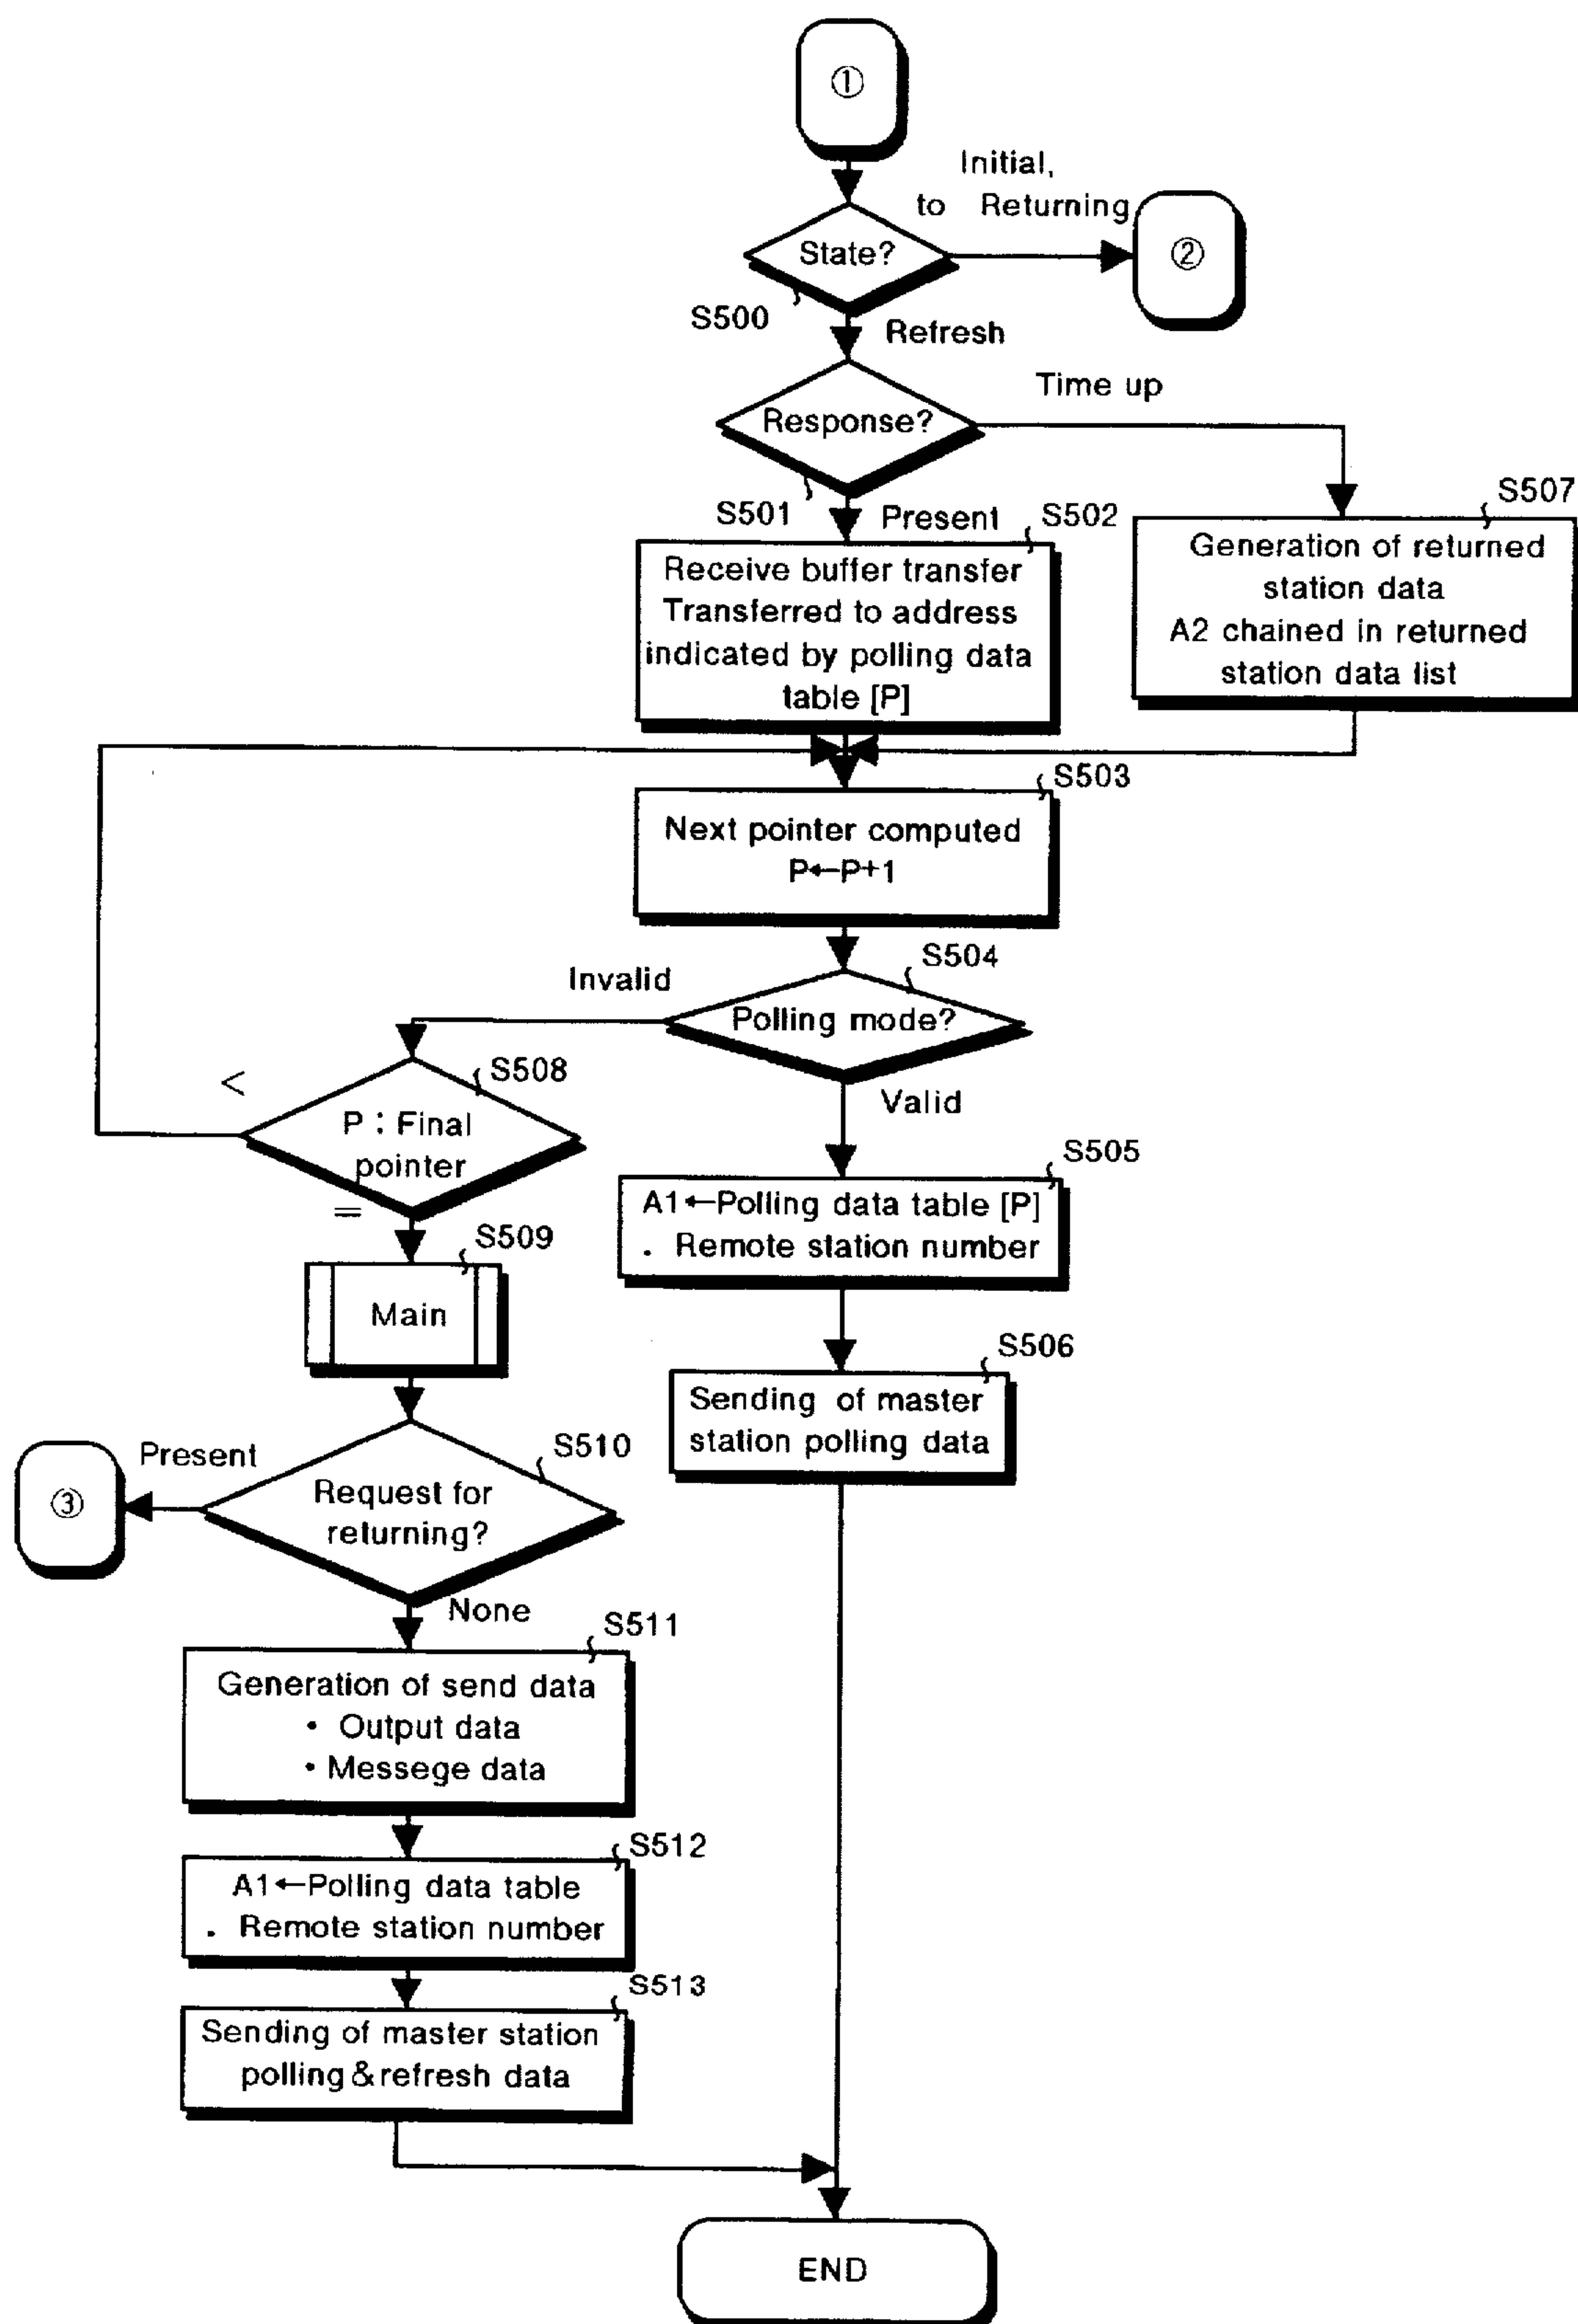 ①
Initial,
to Returning
State?
②
S500
Refresh
Time up
Response?
S501
Present
S502
S507
Receive buffer transfer
Transferred to address
indicated by polling data
table [P]
Generation of returned
station data
A2 chained in returned
station data list
S503
Next pointer computed
P←P+1
S504
Invalid
Polling mode?
<
S508
Valid
P : Final
pointer
=
S505
A1←Polling data table [P]
. Remote station number
S509
Main
S506
Sending of master
station polling data
Present
S510
③
Request for
returning?
None
S511
Generation of send data
• Output data
• Messege data
S512
A1←Polling data table
. Remote station number
S513
Sending of master station
polling & refresh data
END